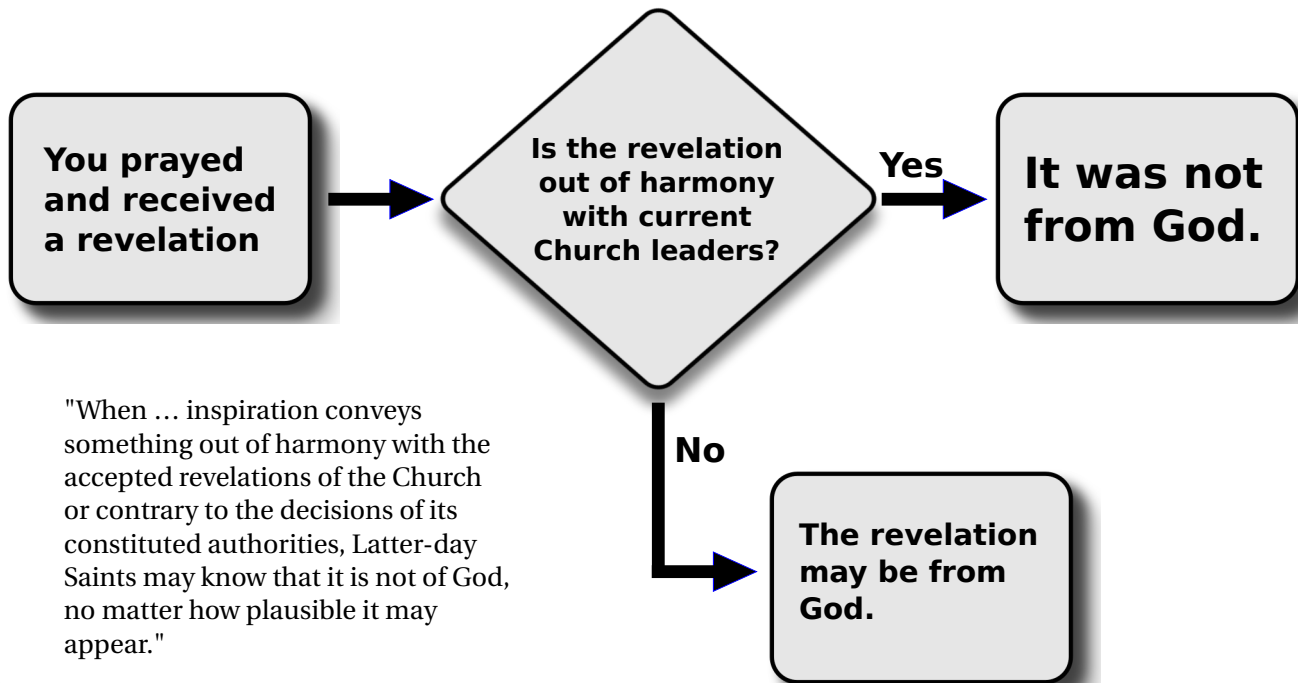 You prayed
and received
a revelation
Is the revelation
out of harmony
with current
Church leaders?
Yes
It was not
from God.
No
The revelation
may be from
God.
"When … inspiration conveys
something out of harmony with the
accepted revelations of the Church
or contrary to the decisions of its
constituted authorities, Latter-day
Saints may know that it is not of God,
no matter how plausible it may
appear."